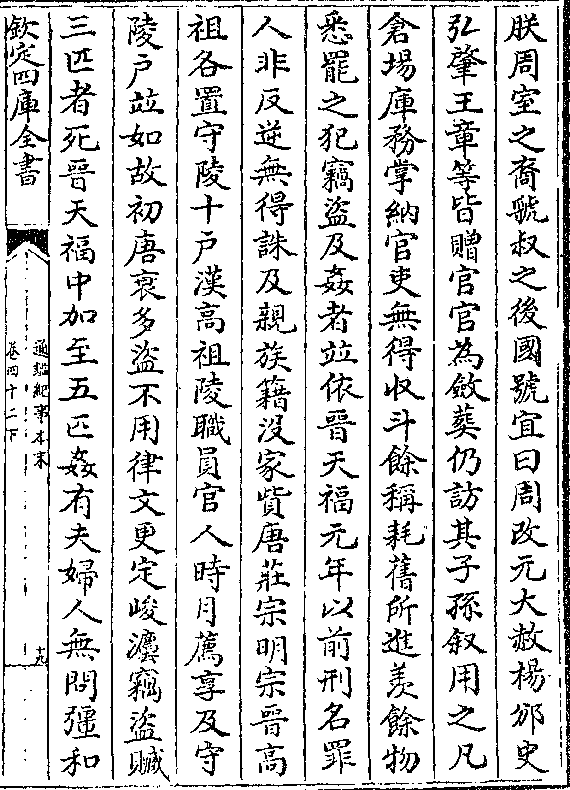 朕周室之裔虢叔之後國號宜曰周改元大赦楊邠史
弘肇王章等皆贈官官為斂葬仍訪其子孫叙用之凡
倉場庫務掌納官吏無得收斗餘稱耗舊所進羨餘物
悉罷之犯竊盜及姦者竝依晉天福元年以前刑名罪
人非反逆無得誅及親族籍沒家貲唐莊宗明宗晉高
祖各置守陵十戸漢高祖陵職員官人時月薦享及守
陵戸竝如故初唐衰多盜不用律文更定峻灋竊盜贓
三匹者死晉天福中加至五匹姦有夫婦人無問彊和
欽定四庫全書
通鑑紀事本末
卷四十二下
十九